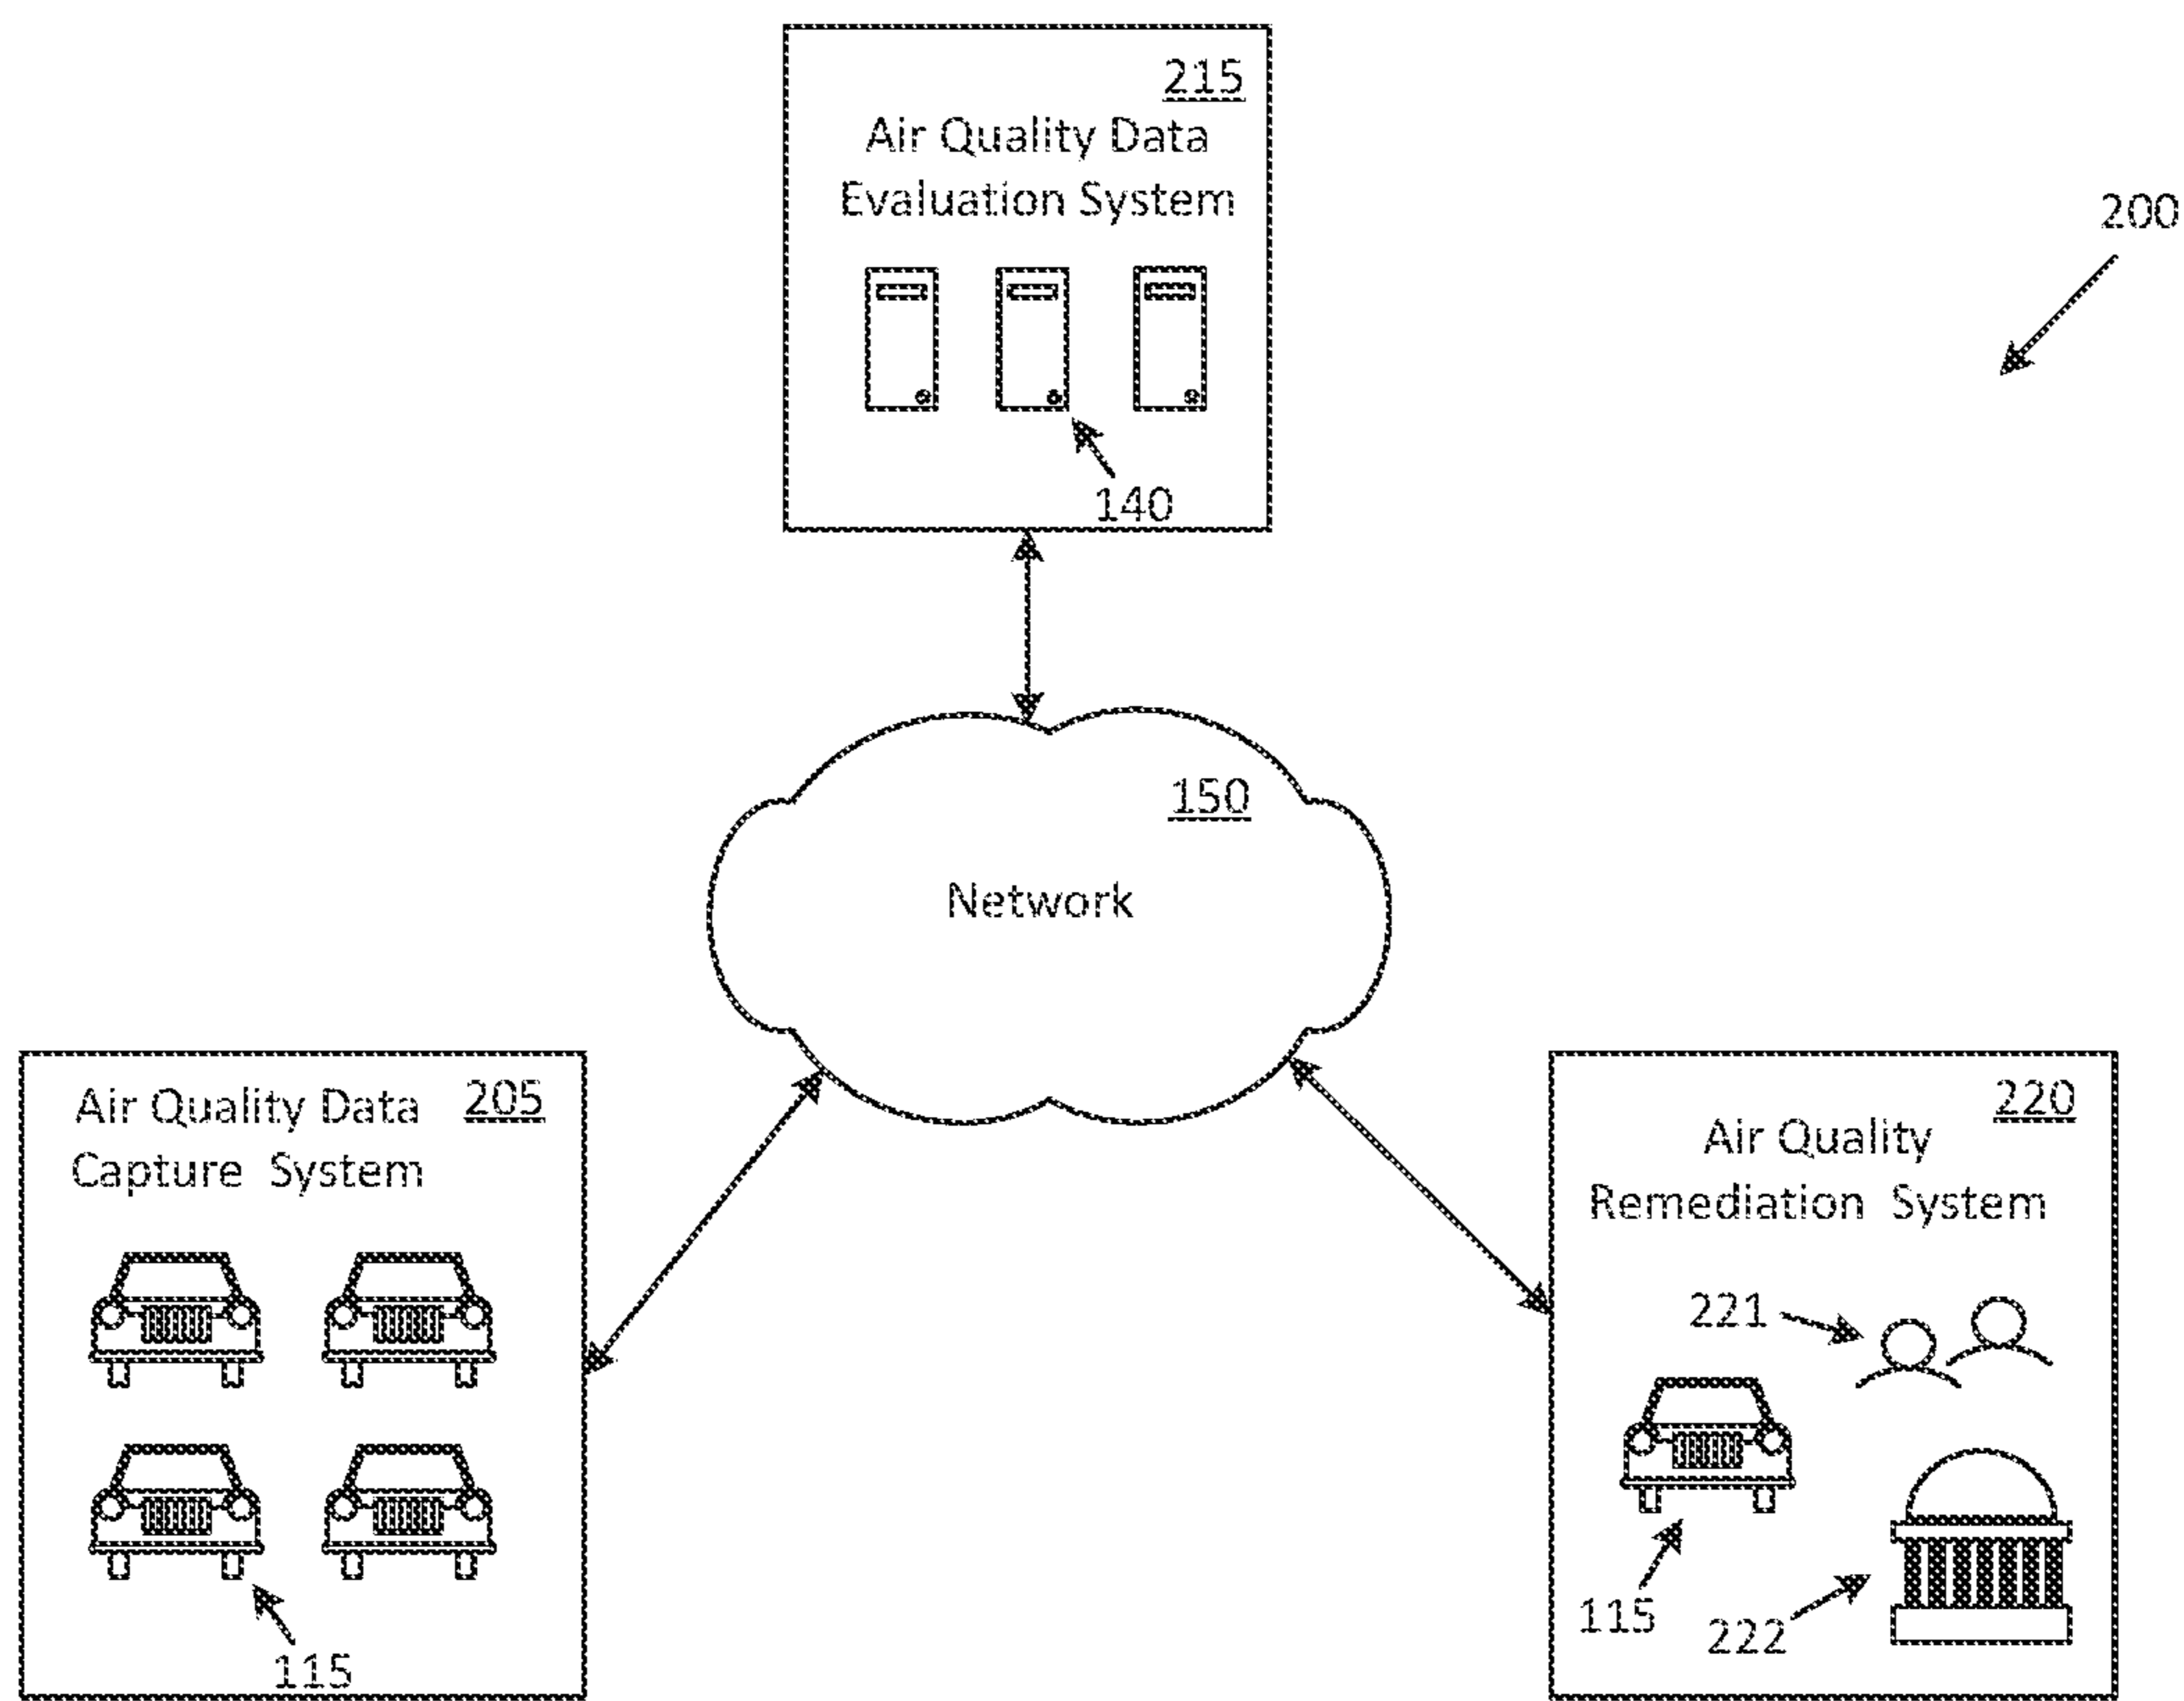 215
Air Quality Data
Evaluation System
140
200
150
Network
Air Quality Data 205
Capture System
115
220
Air Quality
Remediation System
221
115
222